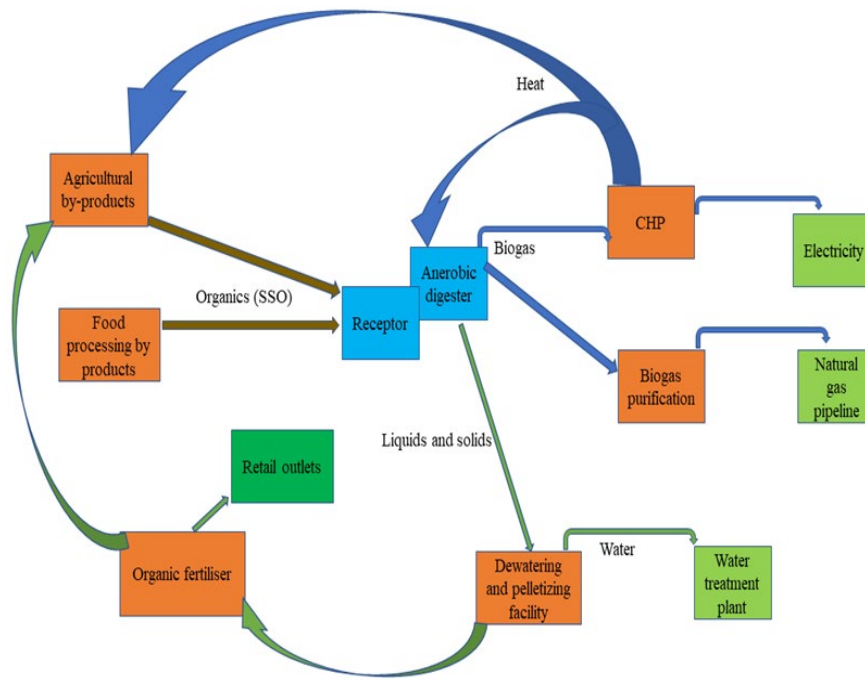 Heat
Agricultural
by-products
CHP
Electricity
Biogas
Anerobic
digester
Organics (SSO)
Receptor
Food
processing by
products
Biogas
purification
Natural
gas
pipeline
Liquids and solids
Retail outlets
Organic fertiliser
Dewatering
and pelletizing
facility
Water
Water
treatment
plant